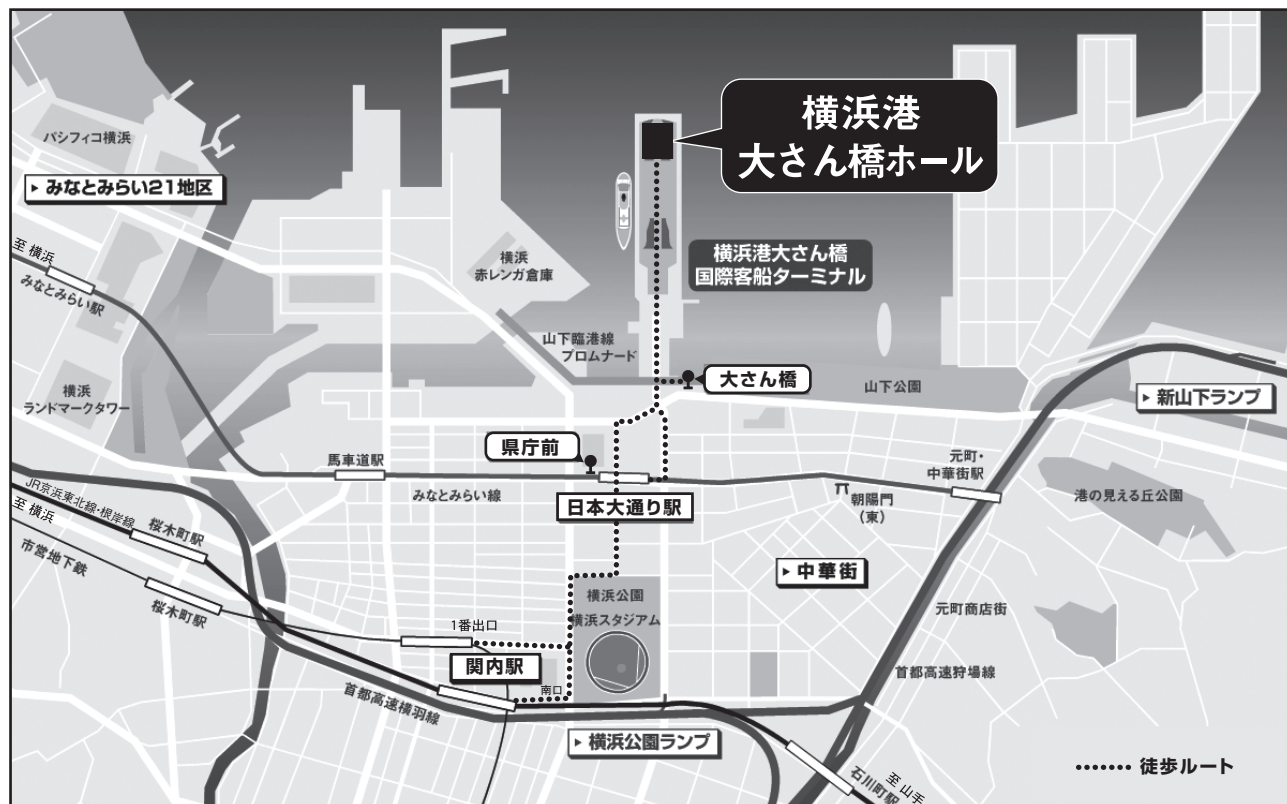 横浜港
大さん橋ホール
パシフィコ横浜
みなとみらい21地区
至 横浜
みなとみらい駅
横浜
赤レンガ倉庫
横浜港大さん橋
国際客船ターミナル
山下臨港線
プロムナード
大さん橋
山下公園
横浜
ランドマークタワー
新山下ランプ
県庁前
馬車道駅
みなとみらい線
日本大通り駅
元町・
中華街駅
朝陽門
(東)
港の見える丘公園
JR京浜東北線・根岸線
至 横浜
桜木町駅
市営地下鉄
桜木町駅
中華街
横浜公園
横浜スタジアム
元町商店街
1番出口
関内駅
南口
首都高速横羽線
首都高速狩場線
横浜公園ランプ
石川町駅
至 山手
徒歩ルート